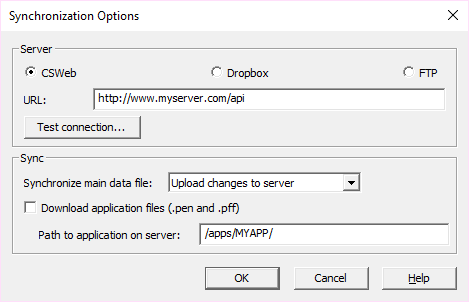 Synchronization Options
Server
CSWeb Dropbox FTP
URL: http://www.myserver.com/api
Test connection...
Sync
Synchronize main data file: Upload changes to server
Download application files (.pen and .pff)
Path to application on server: /apps/MYAPP/
OK Cancel Help